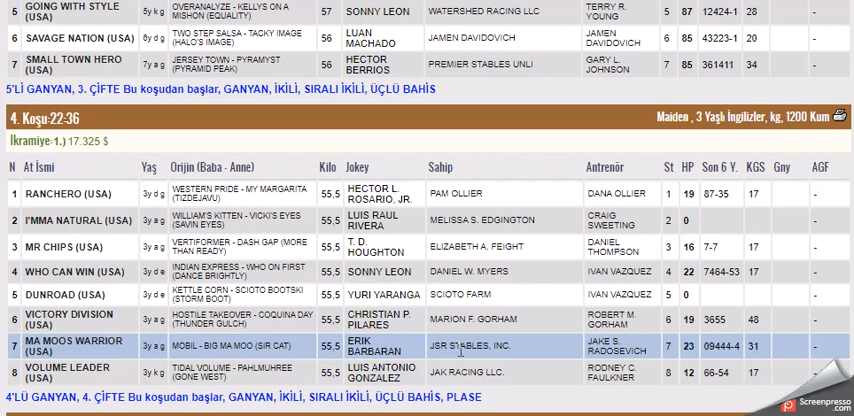 5 GOING WITH STYLE (USA) 5y k g OVERANALYZE - KELLYS ON A MISHON (EQUALITY) 57 SONNY LEON WATERSHED RACING LLC TERRY R. YOUNG 5 87 12424-1 28 -
6 SAVAGE NATION (USA) 6y d g TWO STEP SALSA - TACKY IMAGE (HALO'S IMAGE) 56 LUAN MACHADO JAMEN DAVIDOVICH JAMEN DAVIDOVICH 6 85 43223-1 20 -
7 SMALL TOWN HERO (USA) 7y a g JERSEY TOWN - PYRAMYST (PYRAMID PEAK) 56 HECTOR BERRIOS PREMIER STABLES UNLI GARY L. JOHNSON 7 85 361411 34 -
5'Lİ GANYAN, 3. ÇİFTE Bu koşudan başlar, GANYAN, İKİLİ, SIRALI İKİLİ, ÜÇLÜ BAHİS
4. Koşu:22-36 Maiden , 3 Yaşlı İngilizler, kg, 1200 Kum
İkramiye:1.) 17.325 $
N At İsmi Yaş Orijin (Baba - Anne) Kilo Jokey Sahip Antrenör St HP Son 6 Y. KGS Gny AGF
1 RANCHERO (USA) 3y d g WESTERN PRIDE - MY MARGARITA (TIZDEJAVU) 55,5 HECTOR L. ROSARIO, JR. PAM OLLIER DANA OLLIER 1 19 87-35 17 -
2 I'MMA NATURAL (USA) 3y a g WILLIAM'S KITTEN - VICKI'S EYES (SAVIN EYES) 55,5 LUIS RAUL RIVERA MELISSA S. EDGINGTON CRAIG SWEETING 2 0 -
3 MR CHIPS (USA) 3y a g VERTIFORMER - DASH GAP (MORE THAN READY) 55,5 T. D. HOUGHTON ELIZABETH A. FEIGHT DANIEL THOMPSON 3 16 7-7 17 -
4 WHO CAN WIN (USA) 3y d e INDIAN EXPRESS - WHO ON FIRST (DANCE BRIGHTLY) 55,5 SONNY LEON DANIEL W. MYERS IVAN VAZQUEZ 4 22 7464-53 17 -
5 DUNROAD (USA) 3y d e KETTLE CORN - SCIOTO BOOTSKI (STORM BOOT) 55,5 YURI YARANGA SCIOTO FARM IVAN VAZQUEZ 5 0 -
6 VICTORY DIVISION (USA) 3y a g HOSTILE TAKEOVER - COQUINA DAY (THUNDER GULCH) 55,5 CHRISTIAN P. PILARES MARION F. GORHAM ROBERT M. GORHAM 6 19 3655 48 -
7 MA MOOS WARRIOR (USA) 3y a g MOBIL - BIG MA MOO (SIR CAT) 55,5 ERIK BARBARAN JSR STABLES, INC. JAKE S. RADOSEVICH 7 23 09444-4 31 -
8 VOLUME LEADER (USA) 3y k g TIDAL VOLUME - PAHLMUHREE (GONE WEST) 55,5 LUIS ANTONIO GONZALEZ JAK RACING LLC. RODNEY C. FAULKNER 8 12 66-54 17 -
4'LÜ GANYAN, 4. ÇİFTE Bu koşudan başlar, GANYAN, İKİLİ, SIRALI İKİLİ, ÜÇLÜ BAHİS, PLASE
Screenpresso
.com